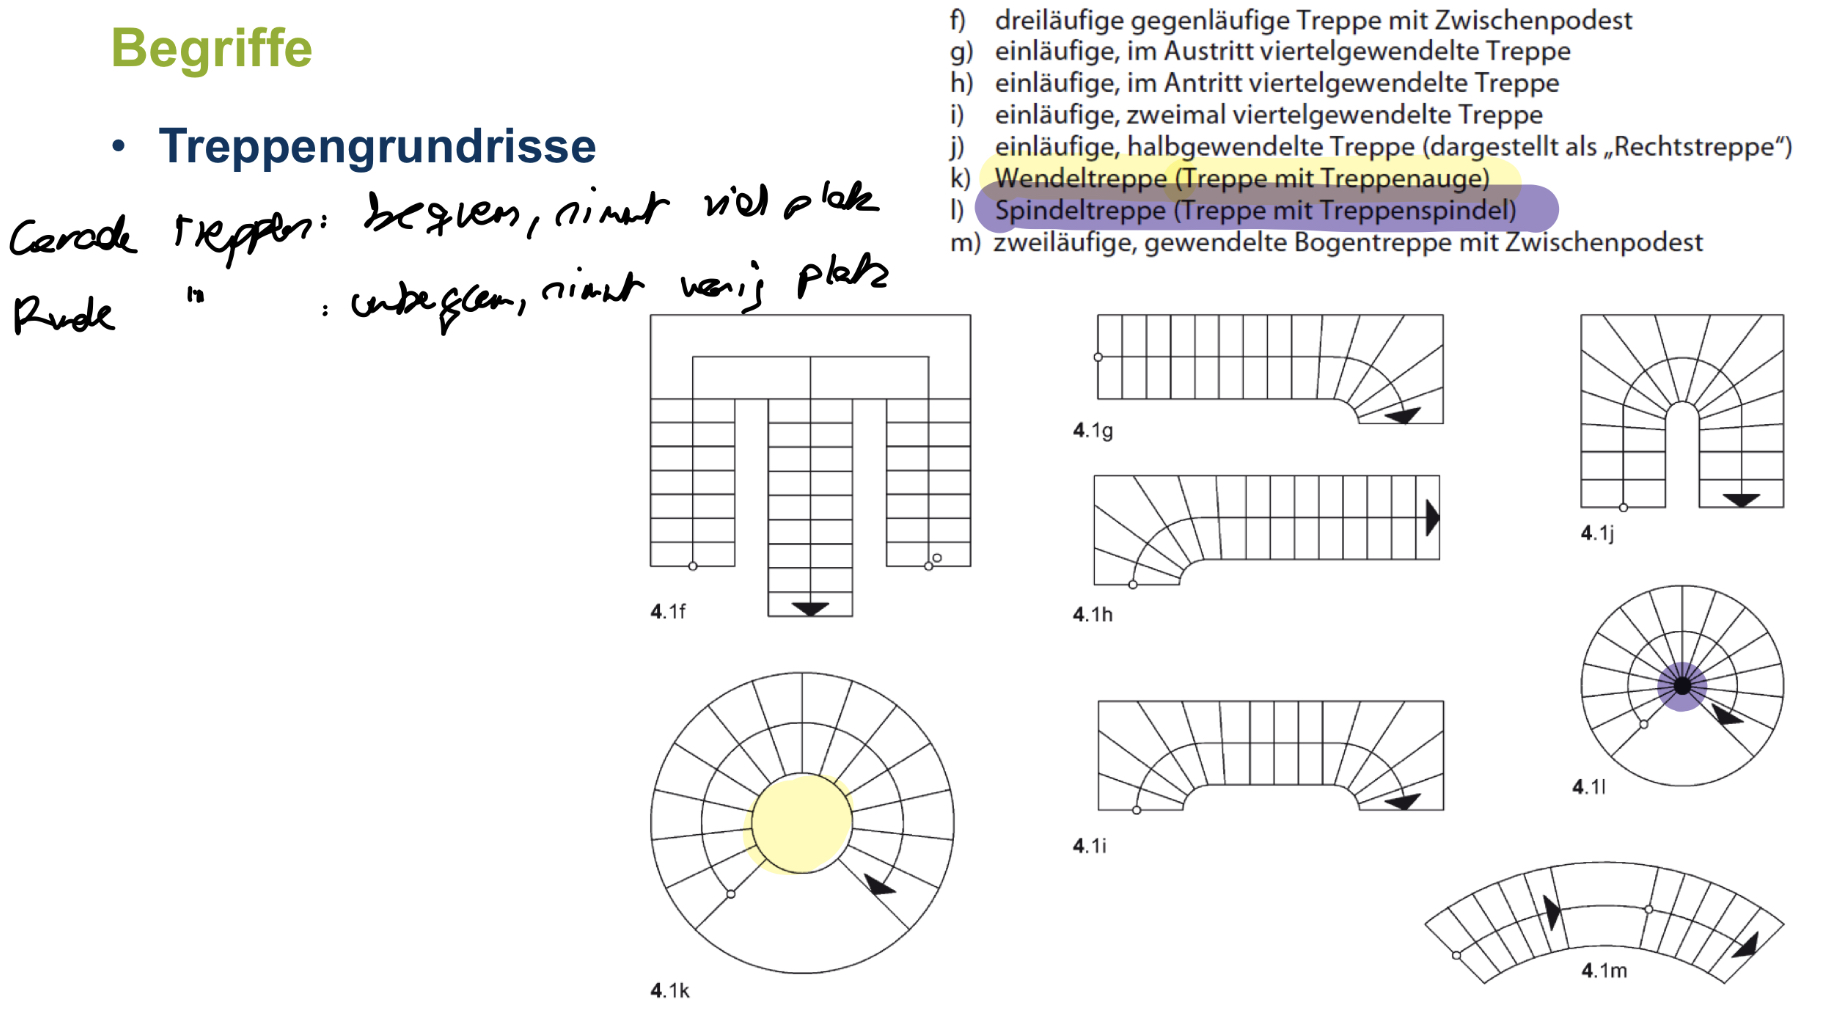 Begriffe
• Treppengrundrisse
Gerade Treppen: bequem, nimmt viel platz
Runde " : unbequem, nimmt wenig platz
f) dreiläufige gegenläufige Treppe mit Zwischenpodest
g) einläufige, im Austritt viertelgewendelte Treppe
h) einläufige, im Antritt viertelgewendelte Treppe
i) einläufige, zweimal viertelgewendelte Treppe
j) einläufige, halbgewendelte Treppe (dargestellt als „Rechtstreppe“)
k) Wendeltreppe (Treppe mit Treppenauge)
l) Spindeltreppe (Treppe mit Treppenspindel)
m) zweiläufige, gewendelte Bogentreppe mit Zwischenpodest
4.1f
4.1g
4.1h
4.1j
4.1k
4.1i
4.1l
4.1m